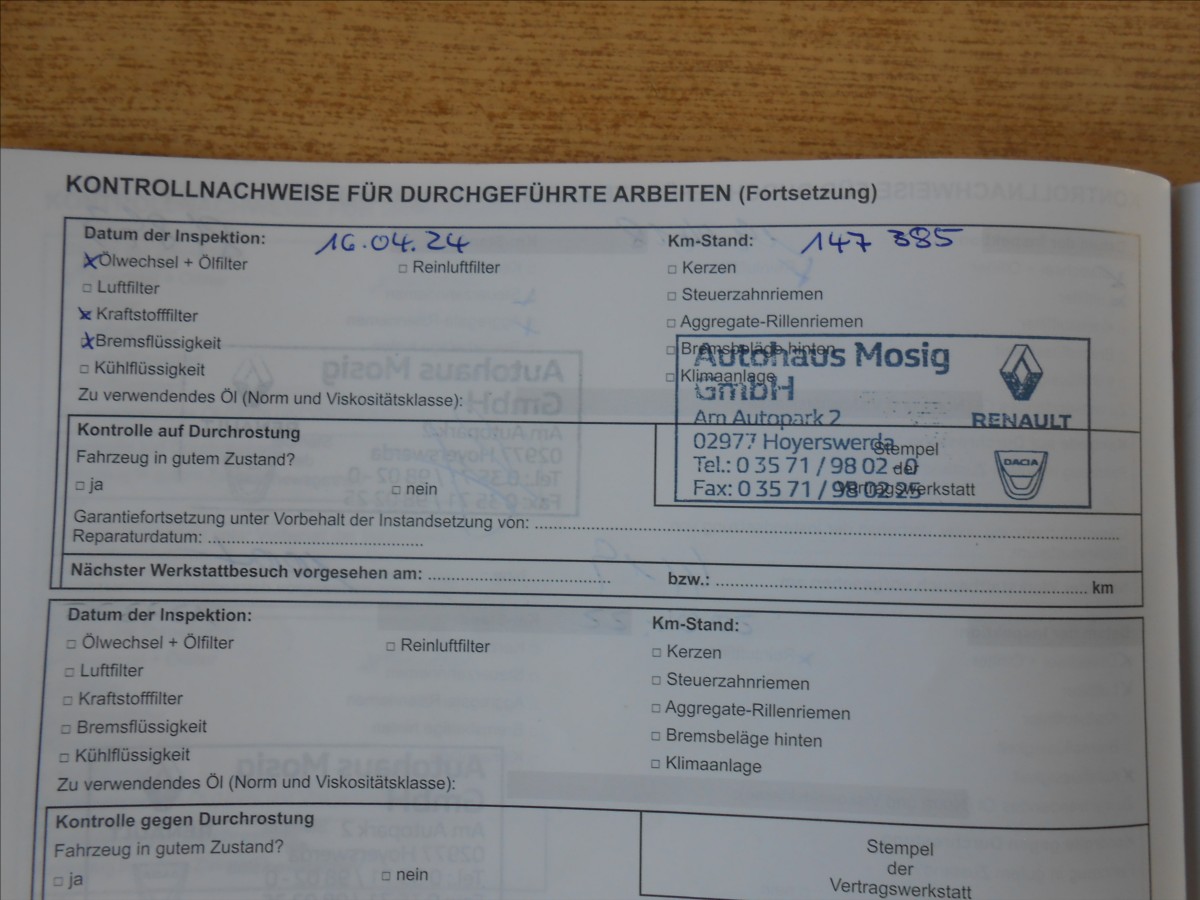 KONTROLLNACHWEISE FÜR DURCHGEFÜHRTE ARBEITEN (Fortsetzung)
Datum der Inspektion: 16.04.24 Km-Stand: 147 385
Ölwechsel + Ölfilter Reinluftfilter Kerzen
Luftfilter Steuerzahnriemen
Kraftstofffilter Aggregate-Rillenriemen
Bremsflüssigkeit Bremsbeläge hinten
Kühlflüssigkeit Klimaanlage
Zu verwendendes Öl (Norm und Viskositätsklasse):
Autohaus Mosig
GmbH
Am Autopark 2
02977 Hoyerswerda
Tel.: 0 35 71 / 98 02 - 0
Fax: 0 35 71 / 98 02 25
RENAULT
DACIA
Kontrolle auf Durchrostung
Fahrzeug in gutem Zustand?
ja nein
Stempel
der
Vertragswerkstatt
Garantiefortsetzung unter Vorbehalt der Instandsetzung von:
Reparaturdatum:
Nächster Werkstattbesuch vorgesehen am: bzw.: km
Datum der Inspektion: Km-Stand:
Ölwechsel + Ölfilter Reinluftfilter Kerzen
Luftfilter Steuerzahnriemen
Kraftstofffilter Aggregate-Rillenriemen
Bremsflüssigkeit Bremsbeläge hinten
Kühlflüssigkeit Klimaanlage
Zu verwendendes Öl (Norm und Viskositätsklasse):
Kontrolle gegen Durchrostung
Fahrzeug in gutem Zustand?
ja nein
Stempel
der
Vertragswerkstatt